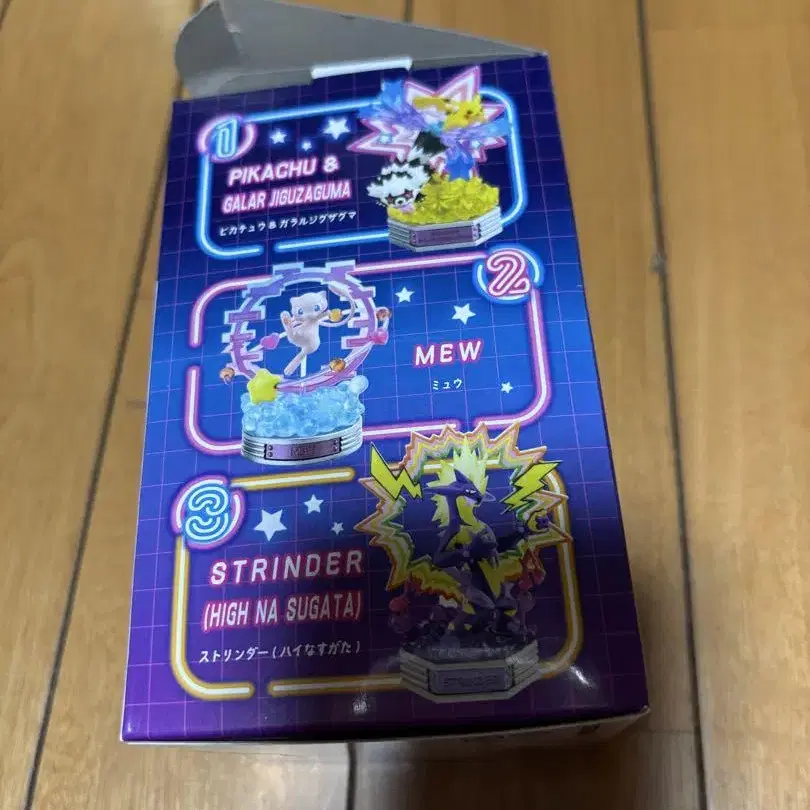 1
PIKACHU &
GALAR JIGUZAGUMA
ピカチュウ&ガラルジグザグマ
2
MEW
ミュウ
MEW
3
STRINDER
(HIGH NA SUGATA)
ストリンダー(ハイなすがた)
STRINDER